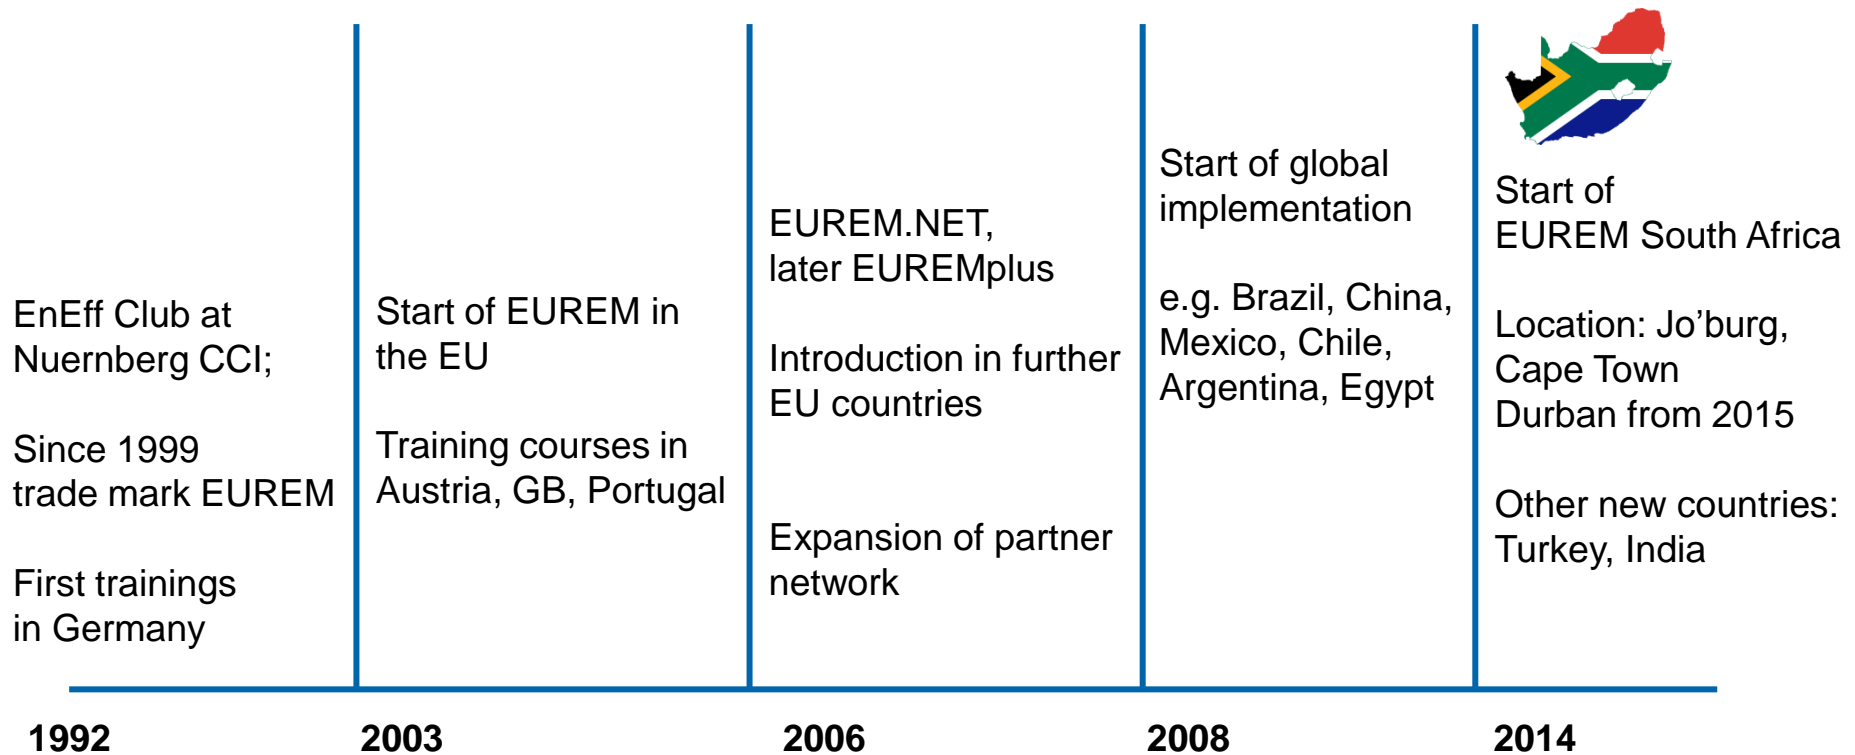 EnEff Club at
Nuernberg CCI;
Since 1999
trade mark EUREM
First trainings
in Germany
Start of EUREM in
the EU
Training courses in
Austria, GB, Portugal
EUREM.NET,
later EUREMplus
Introduction in further
EU countries
Expansion of partner
network
Start of global
implementation
e.g. Brazil, China,
Mexico, Chile,
Argentina, Egypt
Start of
EUREM South Africa
Location: Jo’burg,
Cape Town
Durban from 2015
Other new countries:
Turkey, India
1992
2003
2006
2008
2014